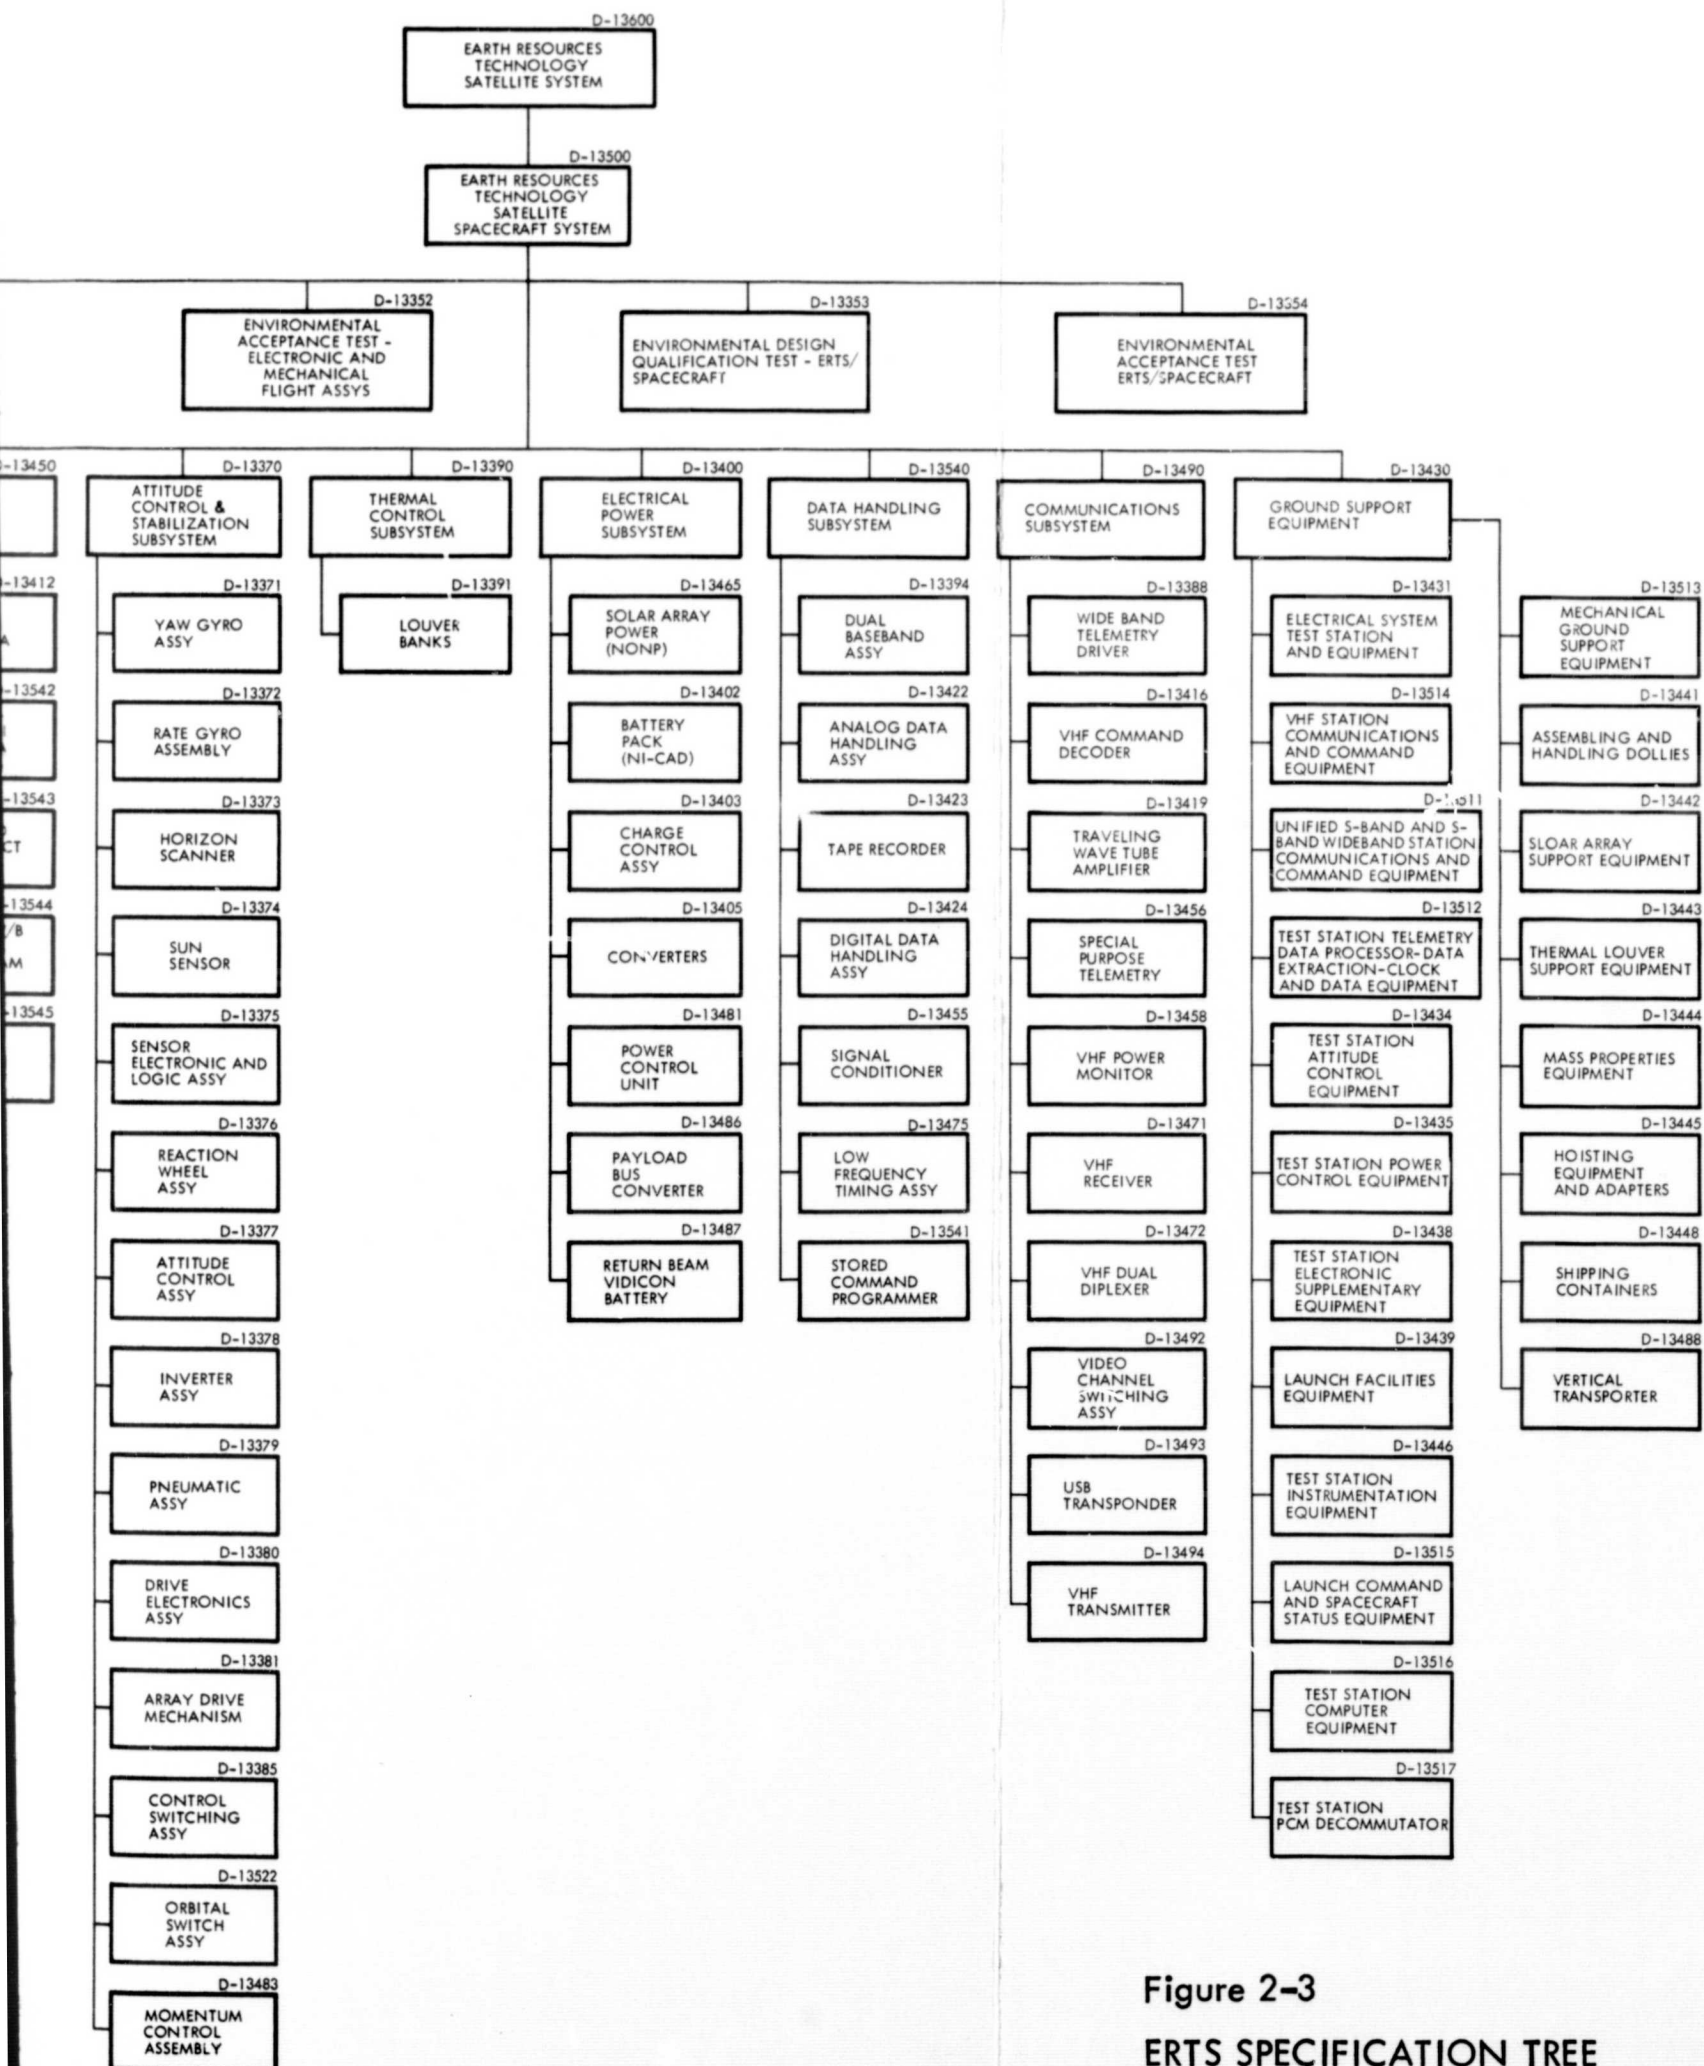 D-13600
EARTH RESOURCES
TECHNOLOGY
SATELLITE SYSTEM
D-13500
EARTH RESOURCES
TECHNOLOGY
SATELLITE
SPACECRAFT SYSTEM
D-13352
ENVIRONMENTAL
ACCEPTANCE TEST -
ELECTRONIC AND
MECHANICAL
FLIGHT ASSYS
D-13353
ENVIRONMENTAL DESIGN
QUALIFICATION TEST - ERTS/
SPACECRAFT
D-13354
ENVIRONMENTAL
ACCEPTANCE TEST
ERTS/SPACECRAFT
-13450
-13412
A
-13542
-13543
CT
-13544
/B
AM
-13545
D-13370
ATTITUDE
CONTROL &
STABILIZATION
SUBSYSTEM
D-13371
YAW GYRO
ASSY
D-13372
RATE GYRO
ASSEMBLY
D-13373
HORIZON
SCANNER
D-13374
SUN
SENSOR
D-13375
SENSOR
ELECTRONIC AND
LOGIC ASSY
D-13376
REACTION
WHEEL
ASSY
D-13377
ATTITUDE
CONTROL
ASSY
D-13378
INVERTER
ASSY
D-13379
PNEUMATIC
ASSY
D-13380
DRIVE
ELECTRONICS
ASSY
D-13381
ARRAY DRIVE
MECHANISM
D-13385
CONTROL
SWITCHING
ASSY
D-13522
ORBITAL
SWITCH
ASSY
D-13483
MOMENTUM
CONTROL
ASSEMBLY
D-13390
THERMAL
CONTROL
SUBSYSTEM
D-13391
LOUVER
BANKS
D-13400
ELECTRICAL
POWER
SUBSYSTEM
D-13465
SOLAR ARRAY
POWER
(NONP)
D-13402
BATTERY
PACK
(NI-CAD)
D-13403
CHARGE
CONTROL
ASSY
D-13405
CONVERTERS
D-13481
POWER
CONTROL
UNIT
D-13486
PAYLOAD
BUS
CONVERTER
D-13487
RETURN BEAM
VIDICON
BATTERY
D-13540
DATA HANDLING
SUBSYSTEM
D-13394
DUAL
BASEBAND
ASSY
D-13422
ANALOG DATA
HANDLING
ASSY
D-13423
TAPE RECORDER
D-13424
DIGITAL DATA
HANDLING
ASSY
D-13455
SIGNAL
CONDITIONER
D-13475
LOW
FREQUENCY
TIMING ASSY
D-13541
STORED
COMMAND
PROGRAMMER
D-13490
COMMUNICATIONS
SUBSYSTEM
D-13388
WIDE BAND
TELEMETRY
DRIVER
D-13416
VHF COMMAND
DECODER
D-13419
TRAVELING
WAVE TUBE
AMPLIFIER
D-13456
SPECIAL
PURPOSE
TELEMETRY
D-13458
VHF POWER
MONITOR
D-13471
VHF
RECEIVER
D-13472
VHF DUAL
DIPLEXER
D-13492
VIDEO
CHANNEL
SWITCHING
ASSY
D-13493
USB
TRANSPONDER
D-13494
VHF
TRANSMITTER
D-13430
GROUND SUPPORT
EQUIPMENT
D-13431
ELECTRICAL SYSTEM
TEST STATION
AND EQUIPMENT
D-13514
VHF STATION
COMMUNICATIONS
AND COMMAND
EQUIPMENT
UNIFIED S-BAND AND S-
BAND WIDEBAND STATION
COMMUNICATIONS AND
COMMAND EQUIPMENT
D-13512
TEST STATION TELEMETRY
DATA PROCESSOR-DATA
EXTRACTION-CLOCK
AND DATA EQUIPMENT
D-13434
TEST STATION
ATTITUDE
CONTROL
EQUIPMENT
D-13435
TEST STATION POWER
CONTROL EQUIPMENT
D-13438
TEST STATION
ELECTRONIC
SUPPLEMENTARY
EQUIPMENT
D-13439
LAUNCH FACILITIES
EQUIPMENT
D-13446
TEST STATION
INSTRUMENTATION
EQUIPMENT
D-13515
LAUNCH COMMAND
AND SPACECRAFT
STATUS EQUIPMENT
D-13516
TEST STATION
COMPUTER
EQUIPMENT
D-13517
TEST STATION
PCM DECOMMUTATOR
D-13513
MECHANICAL
GROUND
SUPPORT
EQUIPMENT
D-13441
ASSEMBLING AND
HANDLING DOLLIES
D-13442
SLOAR ARRAY
SUPPORT EQUIPMENT
D-13443
THERMAL LOUVER
SUPPORT EQUIPMENT
D-13444
MASS PROPERTIES
EQUIPMENT
D-13445
HOISTING
EQUIPMENT
AND ADAPTERS
D-13448
SHIPPING
CONTAINERS
D-13488
VERTICAL
TRANSPORTER
Figure 2-3
ERTS SPECIFICATION TREE